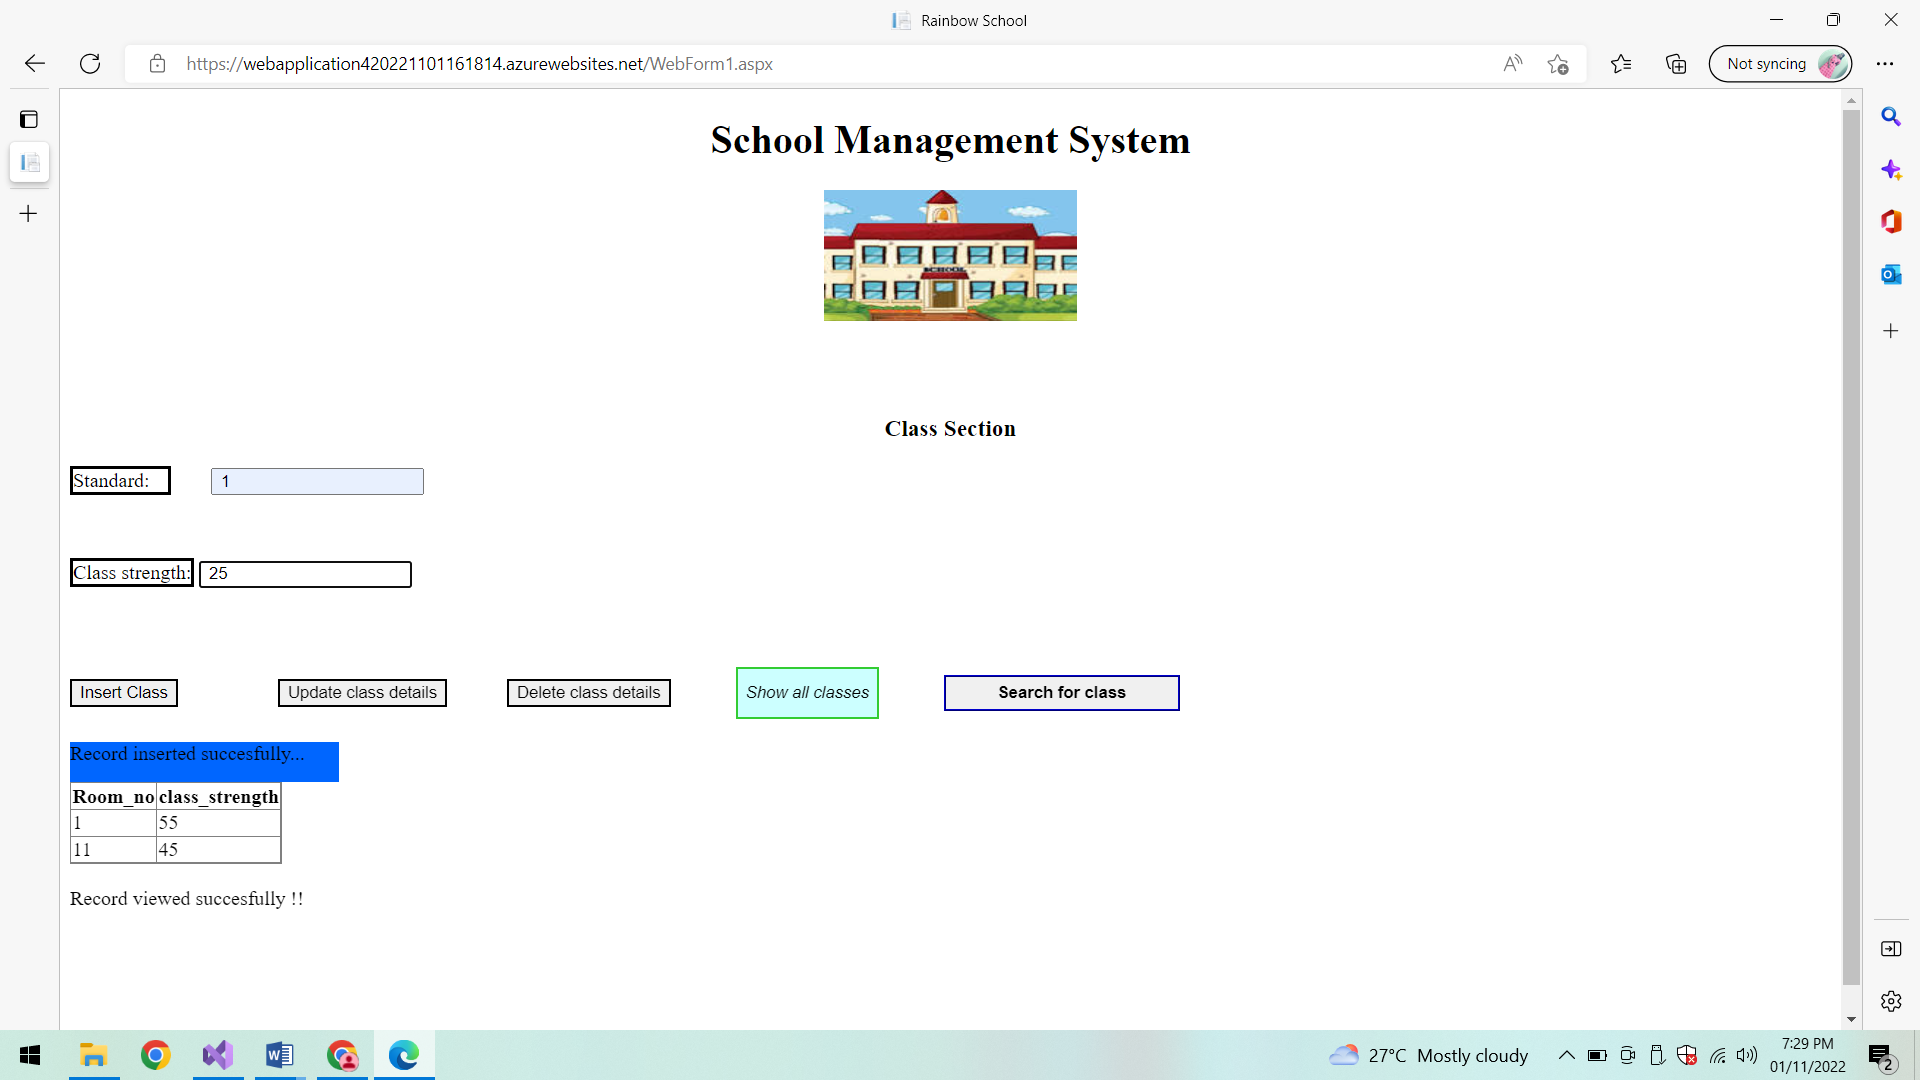 Rainbow School
https://webapplication420221101161814.azurewebsites.net/WebForm1.aspx
Not syncing
School Management System
SCHOOL
Class Section
Standard: 1
Class strength: 25
Insert Class Update class details Delete class details Show all classes Search for class
Record inserted succesfully...
Room_no class_strength
1 55
11 45
Record viewed succesfully !!
27°C Mostly cloudy
7:29 PM
01/11/2022
2